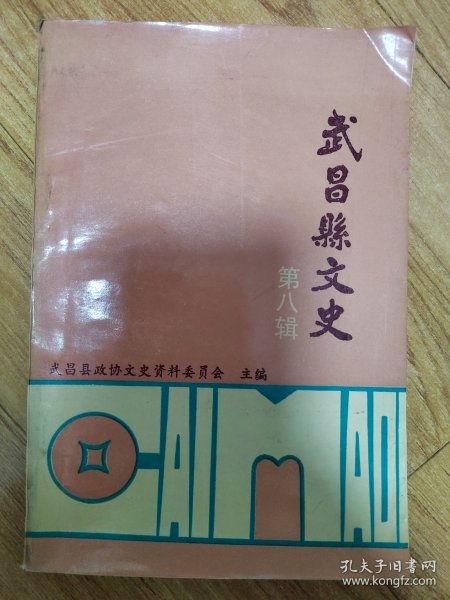 武昌縣文史
第八辑
武昌县政协文史资料委员会 主编
CAIMAO
孔夫子旧书网
www.kongfz.com